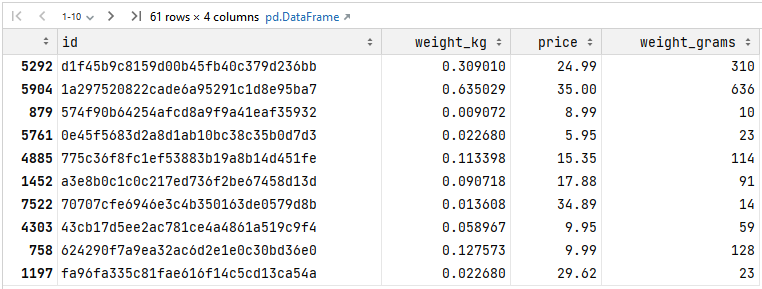 1-10 61 rows × 4 columns pd.DataFrame
id weight_kg price weight_grams
5292 d1f45b9c8159d00b45fb40c379d236bb 0.309010 24.99 310
5904 1a297520822cade6a95291c1d8e95ba7 0.635029 35.00 636
879 574f90b64254afcd8a9f9a41eaf35932 0.009072 8.99 10
5761 0e45f5683d2a8d1ab10bc38c35b0d7d3 0.022680 5.95 23
4885 775c36f8fc1ef53883b19a8b14d451fe 0.113398 15.35 114
1452 a3e8b0c1c0c217ed736f2be67458d13d 0.090718 17.88 91
7522 70707cfe6946e3c4b350163de0579d8b 0.013608 34.89 14
4303 43cb17d5ee2ac781ce4a4861a519c9f4 0.058967 9.95 59
758 624290f7a9ea32ac6d2e1e0c30bd36e0 0.127573 9.99 128
1197 fa96fa335c81fae616f14c5cd13ca54a 0.022680 29.62 23